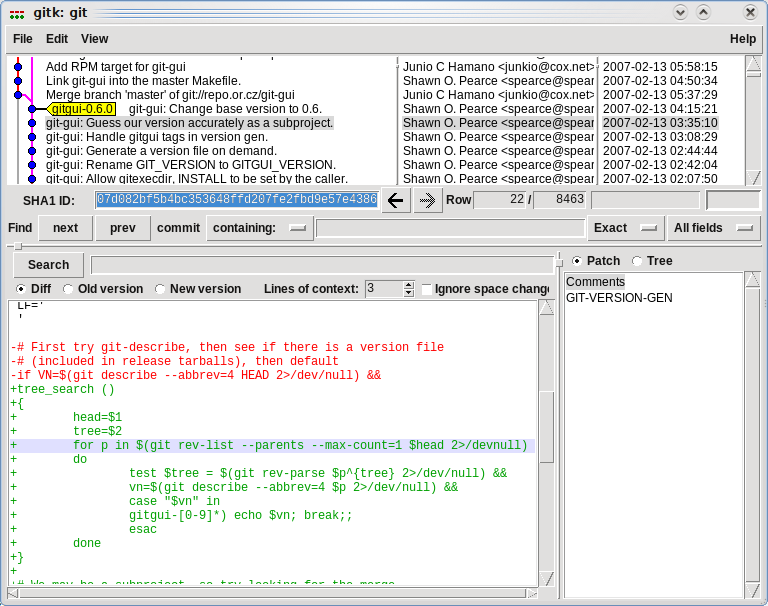 gitk: git
File Edit View Help
Add RPM target for git-gui Junio C Hamano <junkio@cox.net> 2007-02-13 05:58:15
Link git-gui into the master Makefile. Shawn O. Pearce <spearce@spear 2007-02-13 04:50:34
Merge branch 'master' of git://repo.or.cz/git-gui Junio C Hamano <junkio@cox.net> 2007-02-13 05:37:29
gitgui-0.6.0 git-gui: Change base version to 0.6. Shawn O. Pearce <spearce@spear 2007-02-13 04:15:21
git-gui: Guess our version accurately as a subproject. Shawn O. Pearce <spearce@spear 2007-02-13 03:35:10
git-gui: Handle gitgui tags in version gen. Shawn O. Pearce <spearce@spear 2007-02-13 03:08:29
git-gui: Generate a version file on demand. Shawn O. Pearce <spearce@spear 2007-02-13 02:44:44
git-gui: Rename GIT_VERSION to GITGUI_VERSION. Shawn O. Pearce <spearce@spear 2007-02-13 02:42:04
git-gui: Allow gitexecdir, INSTALL to be set by the caller. Shawn O. Pearce <spearce@spear 2007-02-13 02:07:50
SHA1 ID: 07d082bf5b4bc353648ffd207fe2fbd9e57e4386 Row 22 / 8463
Find next prev commit containing: Exact All fields
Search
Patch Tree
Diff Old version New version Lines of context: 3 Ignore space change
Comments
GIT-VERSION-GEN
LF='
'
-# First try git-describe, then see if there is a version file
-# (included in release tarballs), then default
-if VN=$(git describe --abbrev=4 HEAD 2>/dev/null) &&
+tree_search ()
+{
+ head=$1
+ tree=$2
+ for p in $(git rev-list --parents --max-count=1 $head 2>/devnull)
+ do
+ test $tree = $(git rev-parse $p^{tree} 2>/dev/null) &&
+ vn=$(git describe --abbrev=4 $p 2>/dev/null) &&
+ case "$vn" in
+ gitgui-[0-9]*) echo $vn; break;;
+ esac
+ done
+}
+
+# We may be a subproject, so try looking for the merge